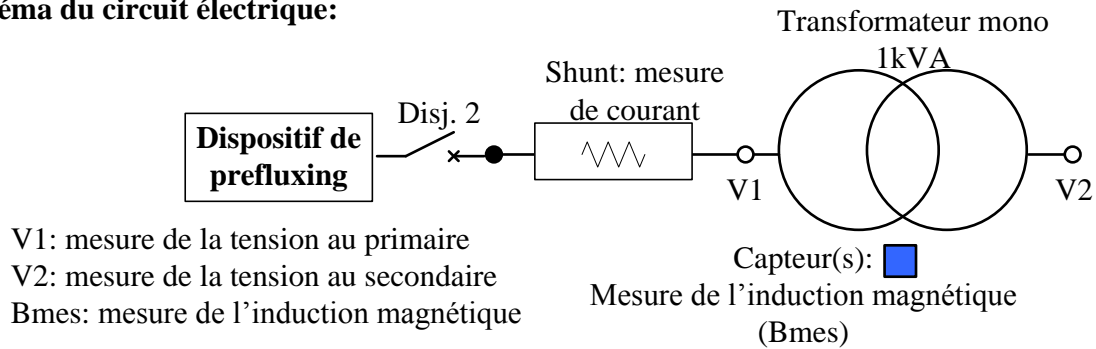 éma du circuit électrique:
Transformateur mono
1kVA
Shunt: mesure
de courant
Disj. 2
Dispositif de
prefluxing
V1
V2
V1: mesure de la tension au primaire
V2: mesure de la tension au secondaire
Bmes: mesure de l’induction magnétique
Capteur(s):
Mesure de l’induction magnétique
(Bmes)